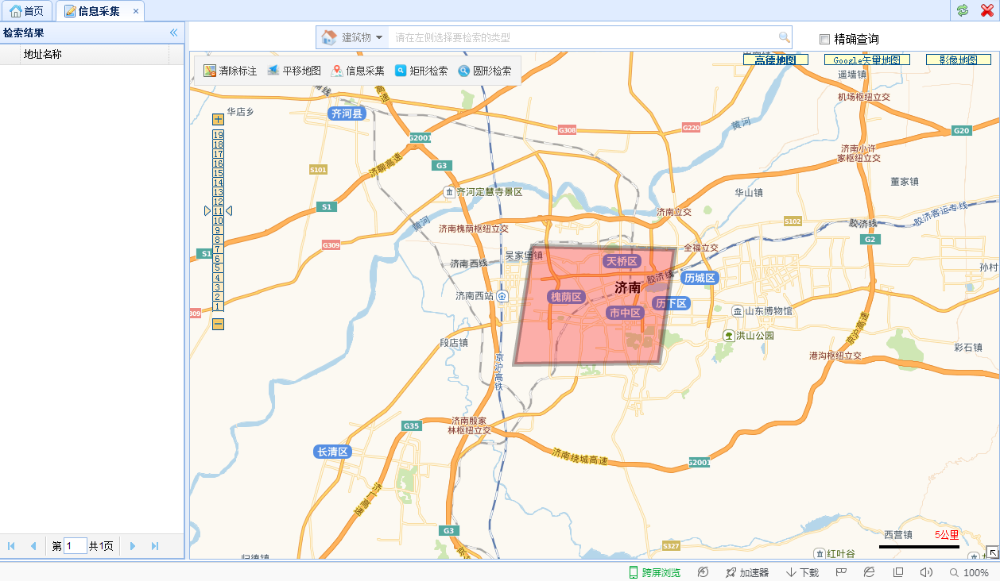 首页
信息采集
检索结果
地址名称
建筑物 请在左侧选择要检索的类型
精确查询
清除标注 平移地图 信息采集 矩形检索 圆形检索
高德地图 Google矢量地图 影像地图
遥墙镇
机场枢纽立交
华店乡
齐河县
高速
G308
G220
黄河
G20
S2001
济南小许
家枢纽立交
济聊高速
S101
G3
董家镇
齐河定慧寺景区
华山镇
S1
济南立交
胶济客运专线
S102
胶济线
黄河
济南槐荫枢纽立交
G2
G309
全福立交
S1
吴家堡镇
天桥区
济南西线
孙村
胶济线
历城区
济南
济南西站
槐荫区
历下区
309
市中区
山东博物馆
京沪高速
洪山公园
段店镇
彩石镇
港沟枢纽立交
京沪高铁
济南殷家
林枢纽立交
G35
长清区
济南绕城高速
G2001
济广高速
G3
西营镇
5公里
S327
红叶谷
归德镇
+
19
18
17
16
15
14
13
12
11
10
9
8
7
6
5
4
3
2
1
第 1 共1页
跨屏浏览 加速器 下载 100%